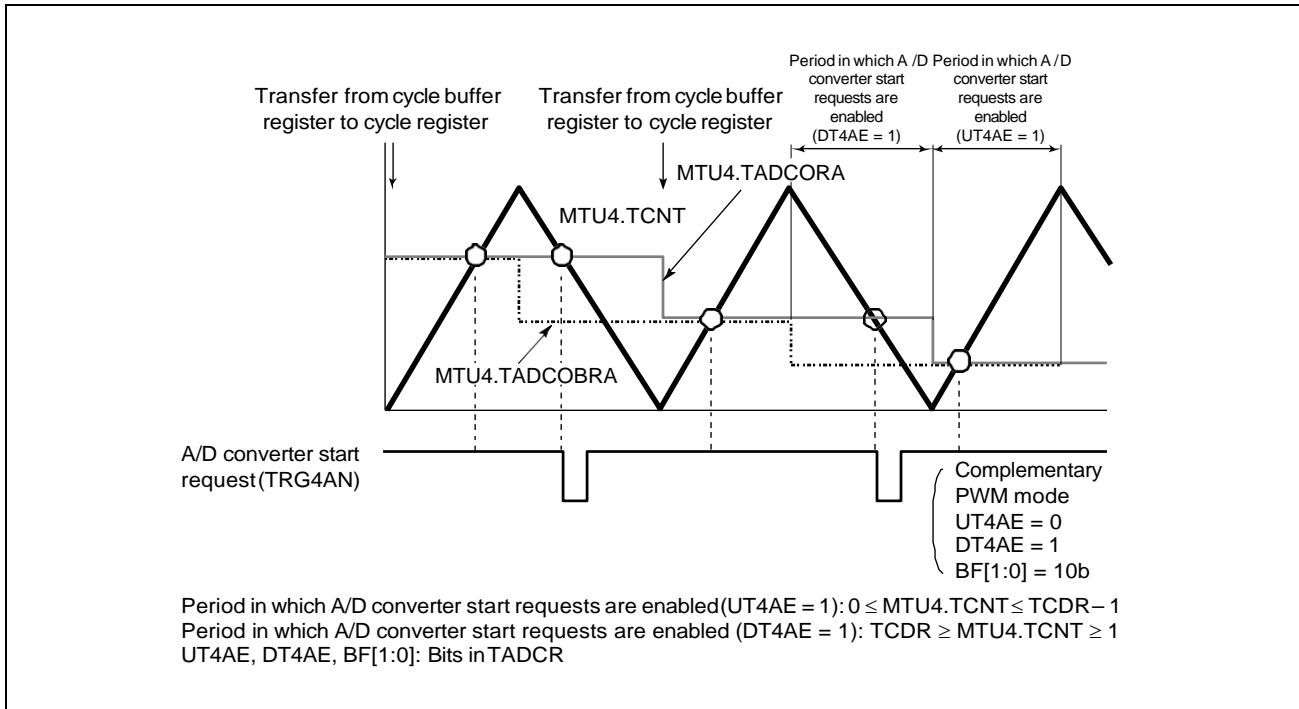 Period in which A/D
converter start
requests are
enabled
(DT4AE = 1)
Period in which A/D
converter start
requests are
enabled
(UT4AE = 1)
Transfer from cycle buffer
register to cycle register
Transfer from cycle buffer
register to cycle register
MTU4.TADCORA
MTU4.TCNT
MTU4.TADCOBRA
A/D converter start
request (TRG4AN)
Complementary
PWM mode
UT4AE = 0
DT4AE = 1
BF[1:0] = 10b
Period in which A/D converter start requests are enabled (UT4AE = 1): 0 ≤ MTU4.TCNT ≤ TCDR – 1
Period in which A/D converter start requests are enabled (DT4AE = 1): TCDR ≥ MTU4.TCNT ≥ 1
UT4AE, DT4AE, BF[1:0]: Bits in TADCR